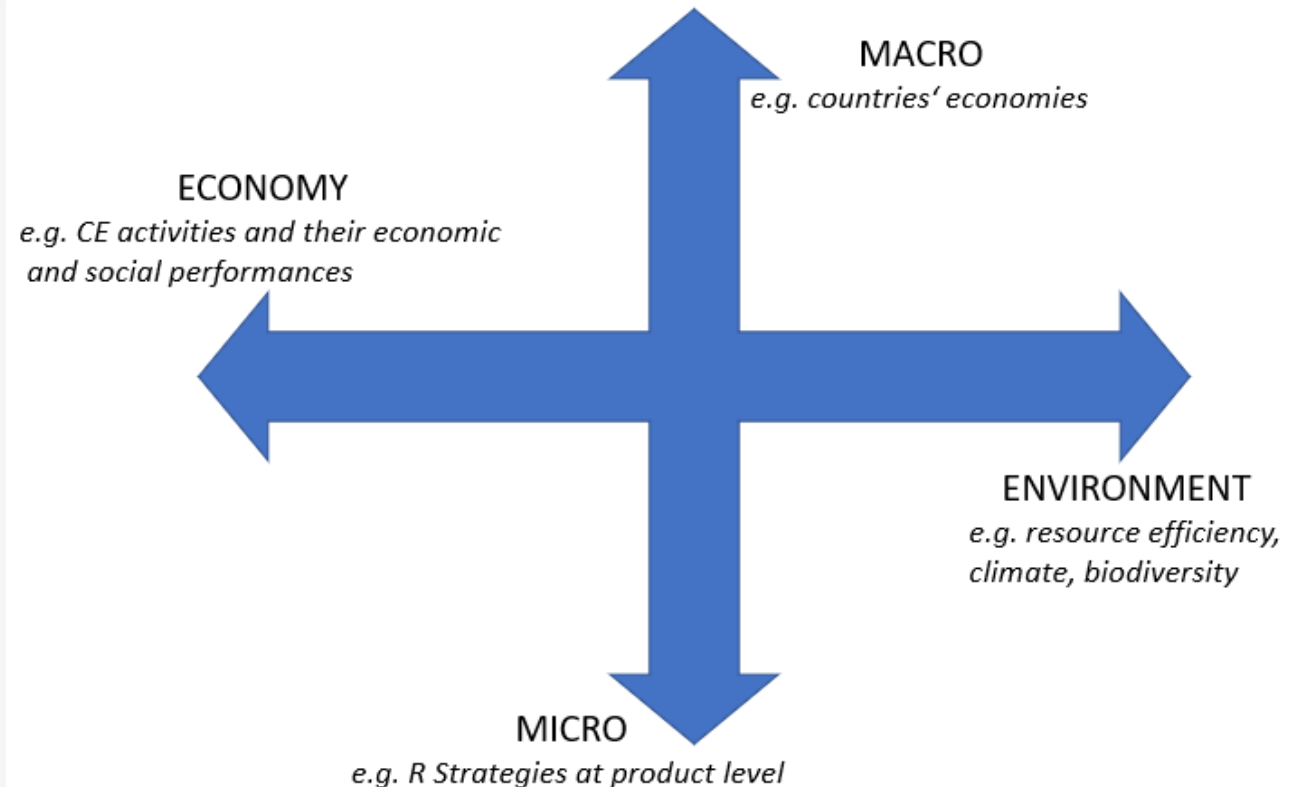 MACRO
e.g. countries‘ economies
ECONOMY
e.g. CE activities and their economic
and social performances
ENVIRONMENT
e.g. resource efficiency,
climate, biodiversity
MICRO
e.g. R Strategies at product level